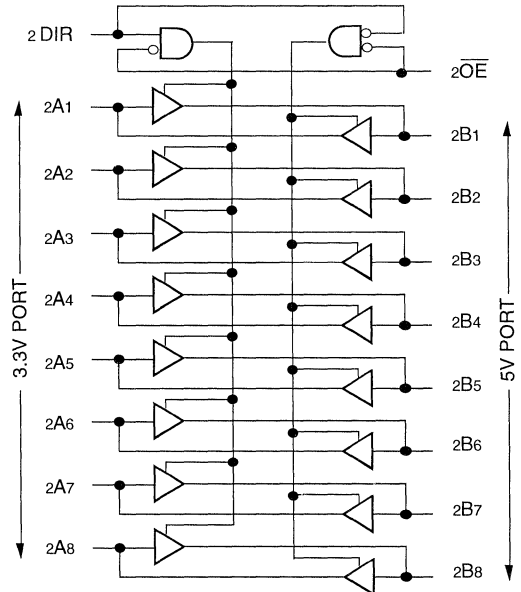 2 DIR
2OE
2A1
2B1
2A2
2B2
2A3
2B3
2A4
2B4
2A5
2B5
2A6
2B6
2A7
2B7
2A8
2B8
3.3V PORT
5V PORT